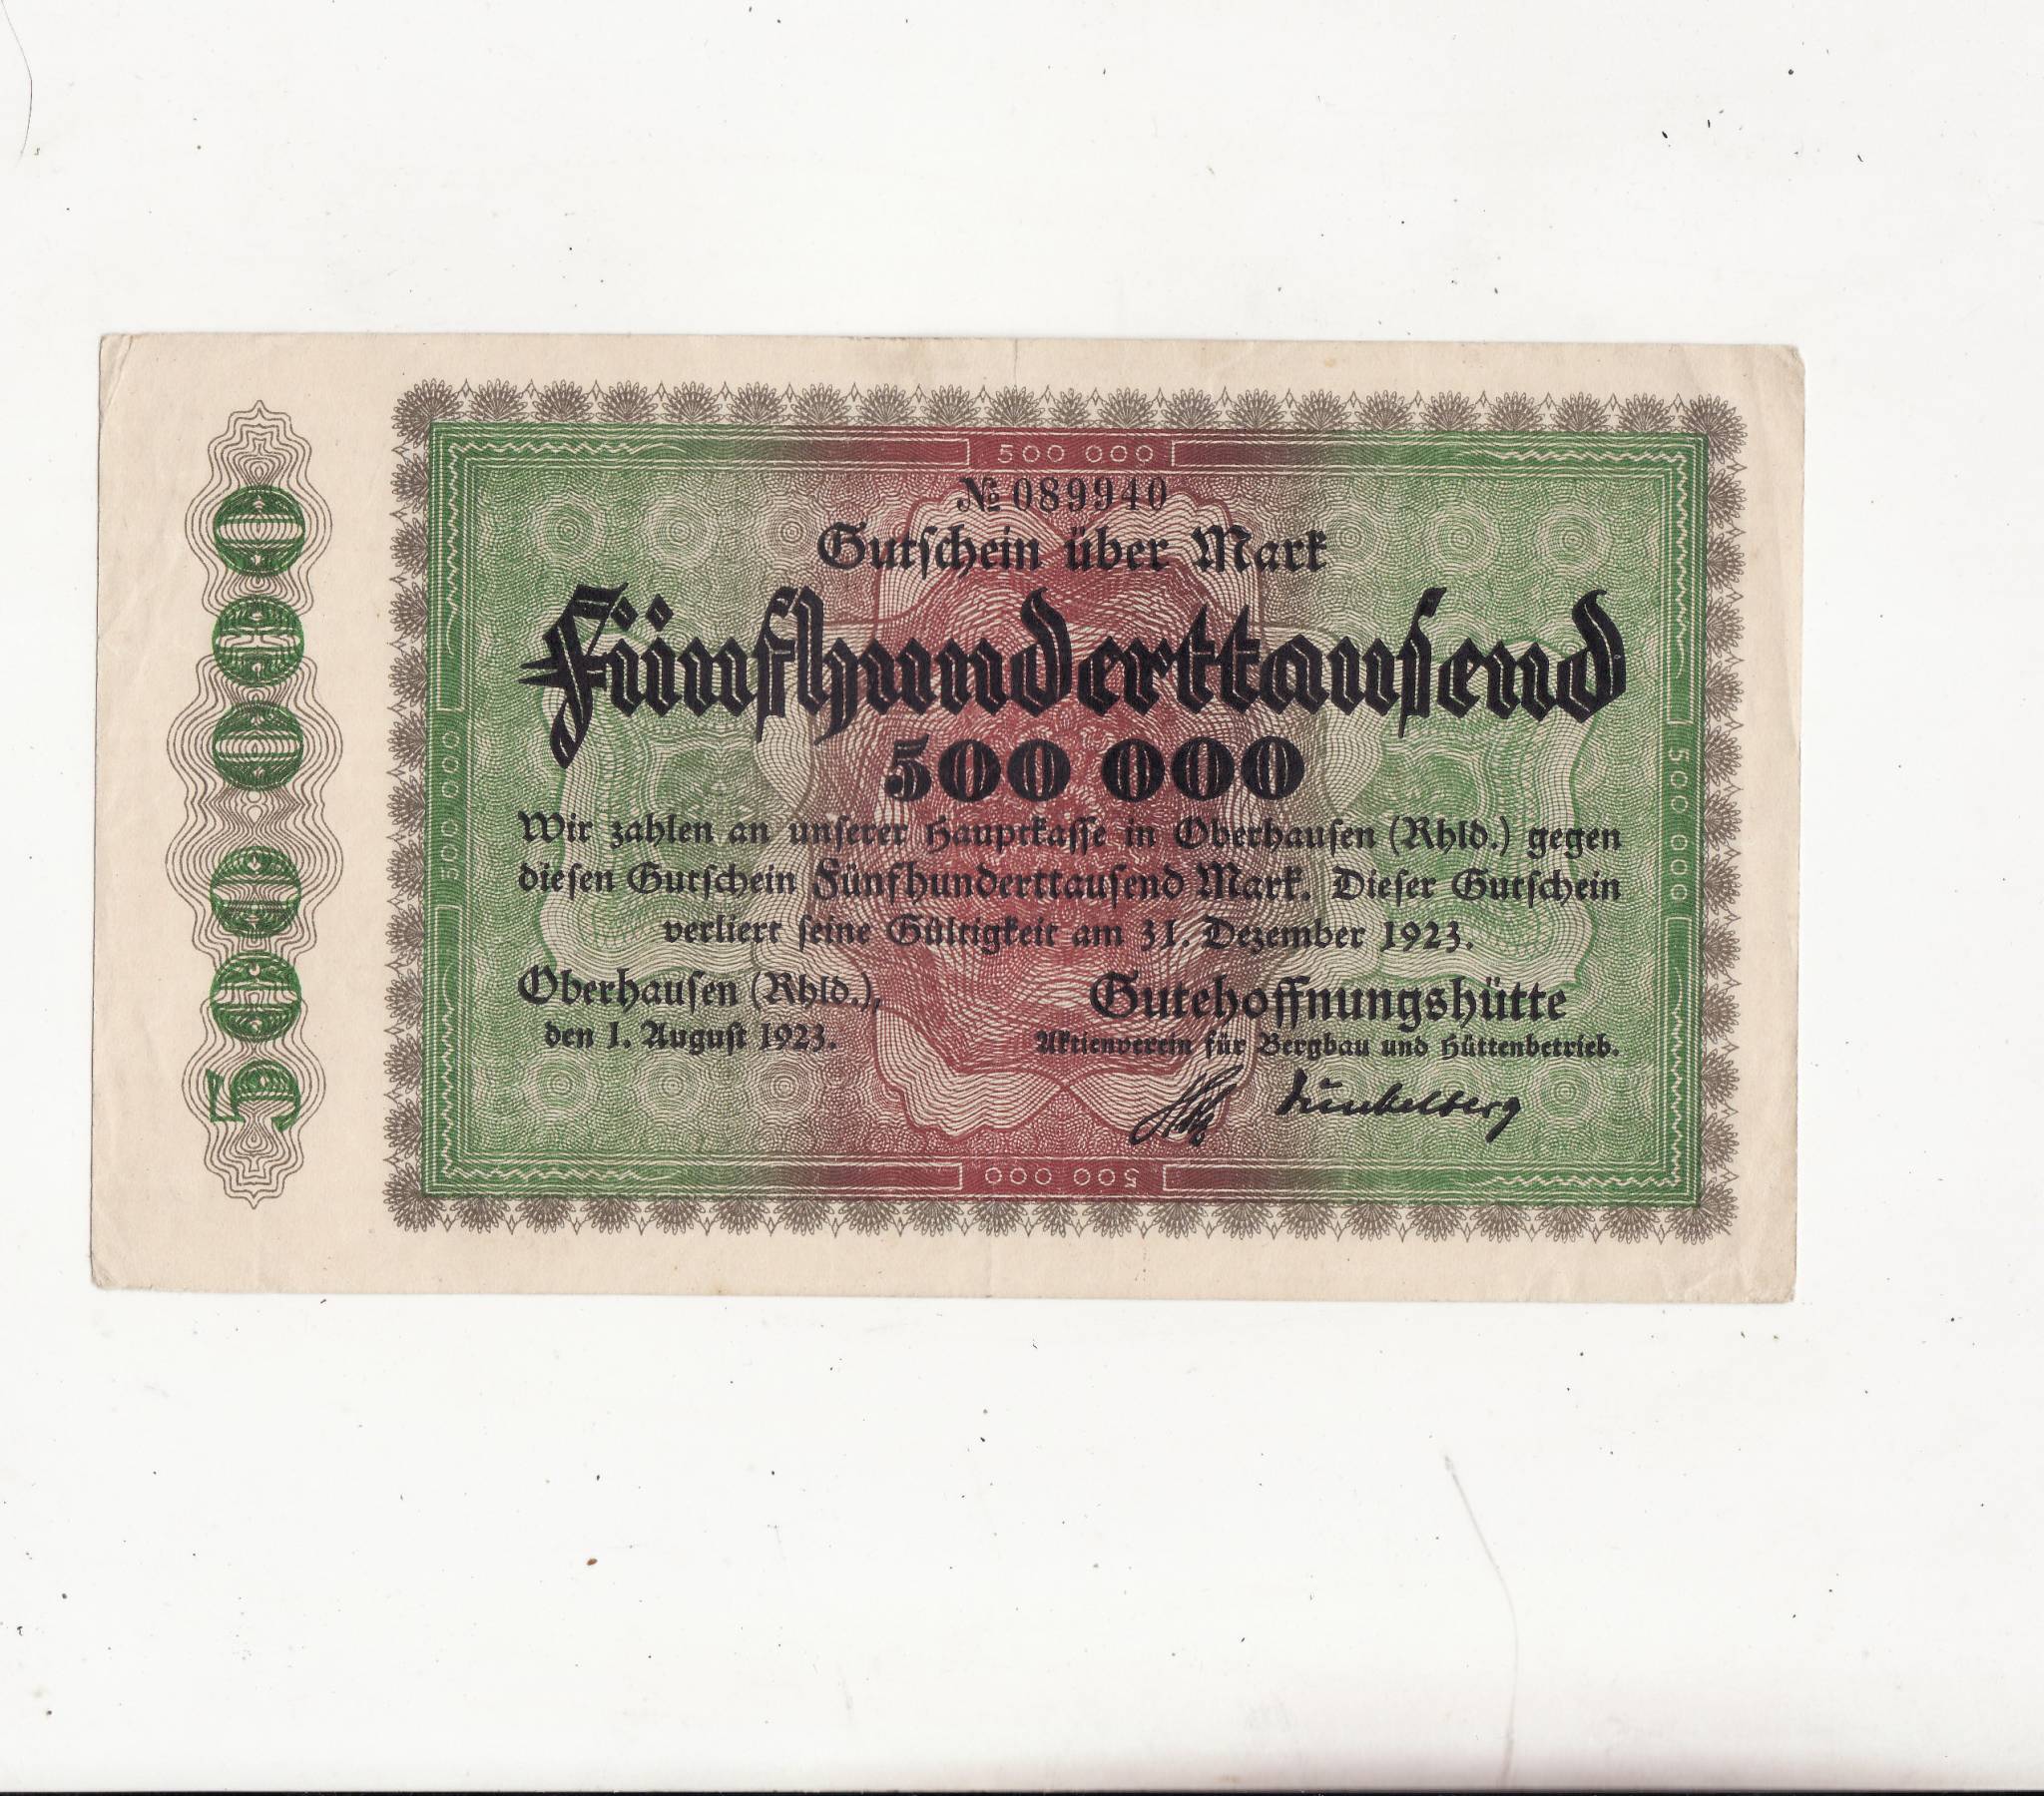 500 000
500 000
№ 089940
Gutschein über Mark
Fünfhunderttausend
500 000
Wir zahlen an unserer Hauptkasse in Oberhausen (Rhld.) gegen
diesen Gutschein Fünfhunderttausend Mark. Dieser Gutschein
verliert seine Gültigkeit am 31. Dezember 1923.
Oberhausen (Rhld.),
den 1. August 1923.
Gutehoffnungshütte
Aktienverein für Bergbau und Hüttenbetrieb.
500 000
500 000
500 000